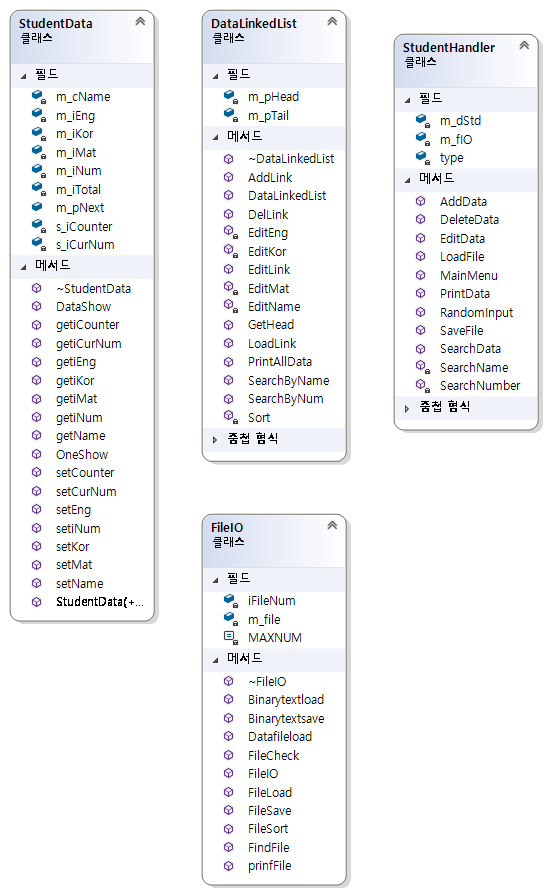 StudentData
클래스
필드
m_cName
m_iEng
m_iKor
m_iMat
m_iNum
m_iTotal
m_pNext
s_iCounter
s_iCurNum
메서드
~StudentData
DataShow
getiCounter
getiCurNum
getiEng
getiKor
getiMat
getiNum
getName
OneShow
setCounter
setCurNum
setEng
setiNum
setKor
setMat
setName
StudentData(+...
DataLinkedList
클래스
필드
m_pHead
m_pTail
메서드
~DataLinkedList
AddLink
DataLinkedList
DelLink
EditEng
EditKor
EditLink
EditMat
EditName
GetHead
LoadLink
PrintAllData
SearchByName
SearchByNum
Sort
중첩 형식
StudentHandler
클래스
필드
m_dStd
m_fIO
type
메서드
AddData
DeleteData
EditData
LoadFile
MainMenu
PrintData
RandomInput
SaveFile
SearchData
SearchName
SearchNumber
중첩 형식
FileIO
클래스
필드
iFileNum
m_file
MAXNUM
메서드
~FileIO
Binarytextload
Binarytextsave
Datafileload
FileCheck
FileIO
FileLoad
FileSave
FileSort
FindFile
prinfFile